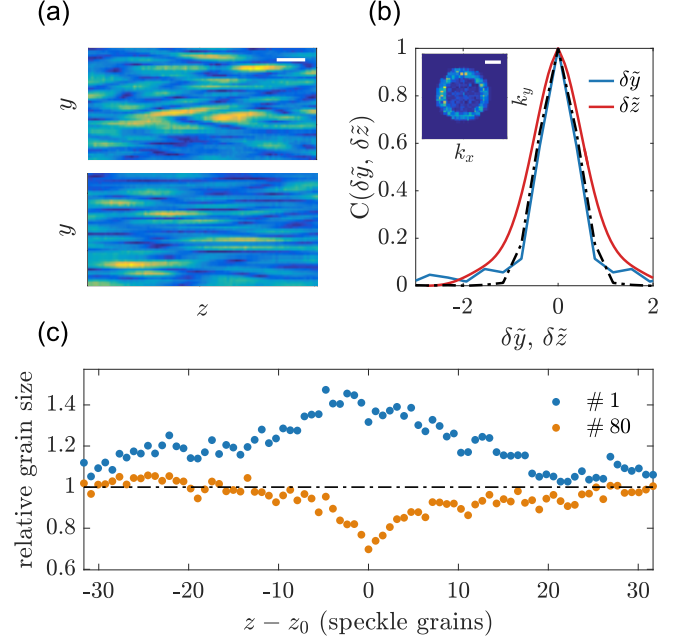 (a)
(b)
y
y
z
1
0.8
0.6
0.4
0.2
0
C(δỹ, δz̃)
k_y
k_x
δỹ
δz̃
-2
0
2
δỹ, δz̃
(c)
relative grain size
1.4
1.2
1
0.8
0.6
# 1
# 80
-30
-20
-10
0
10
20
30
z − z₀ (speckle grains)